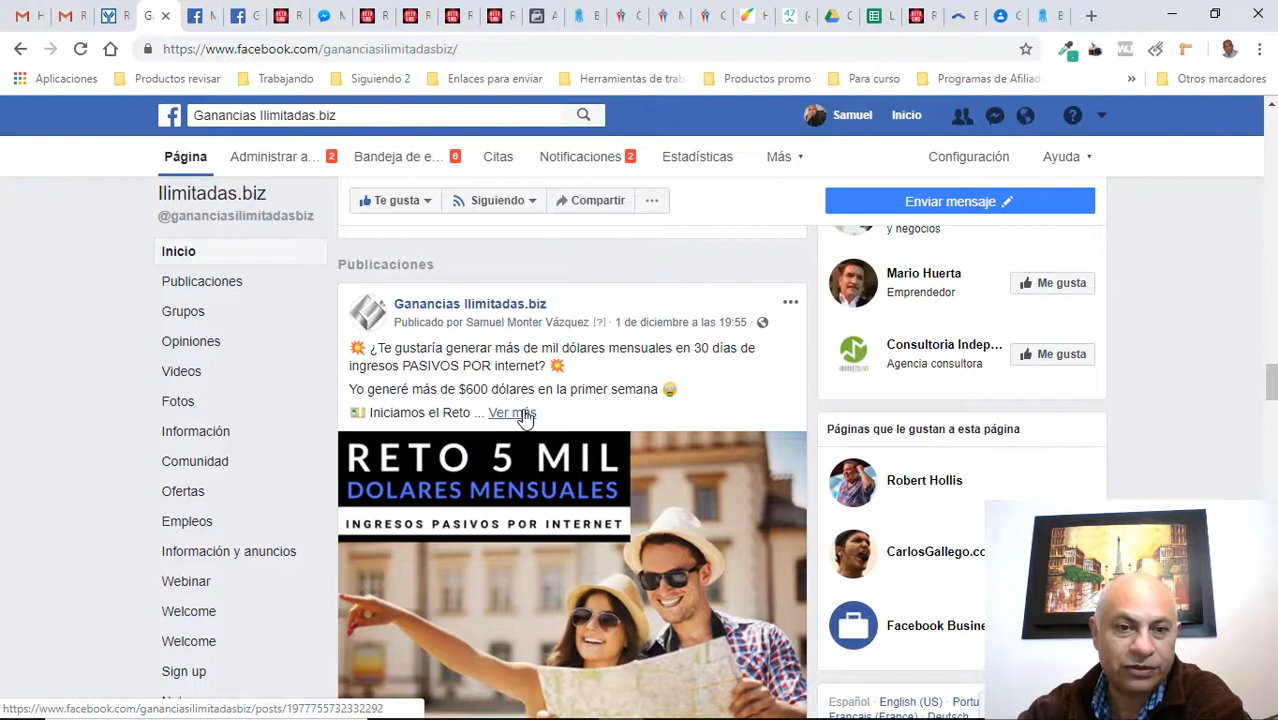 https://www.facebook.com/gananciasilimitadasbiz/
Aplicaciones
Productos revisar
Trabajando
Siguiendo 2
Enlaces para enviar
Herramientas de tra
Productos promo
Para curso
Programas de Afilia
»
Otros marcadores
Ganancias Ilimitadas.biz
Samuel
Inicio
Página
Administrar a... 2
Bandeja de e... 6
Citas
Notificaciones 2
Estadísticas
Más
Configuración
Ayuda
Ilimitadas.biz
@gananciasilimitadasbiz
Te gusta
Siguiendo
Compartir
...
Enviar mensaje
Inicio
Publicaciones
Grupos
Opiniones
Videos
Fotos
Información
Comunidad
Ofertas
Empleos
Información y anuncios
Webinar
Welcome
Welcome
Sign up
Publicaciones
Ganancias Ilimitadas.biz
Publicado por Samuel Monter Vázquez [?] · 1 de diciembre a las 19:55 ·
💥 ¿Te gustaría generar más de mil dólares mensuales en 30 días de
ingresos PASIVOS POR internet? 💥
Yo generé más de $600 dólares en la primer semana 🤑
💵 Iniciamos el Reto ... Ver más
RETO 5 MIL
DOLARES MENSUALES
INGRESOS PASIVOS POR INTERNET
y negocios
Mario Huerta
Emprendedor
Me gusta
Consultoria Indep...
Agencia consultora
Me gusta
Páginas que le gustan a esta página
Robert Hollis
CarlosGallego.co
Facebook Busine
Español · English (US) · Portu
Français (France) · Deutsch
https://www.facebook.com/gananciasilimitadasbiz/posts/1977755732332292